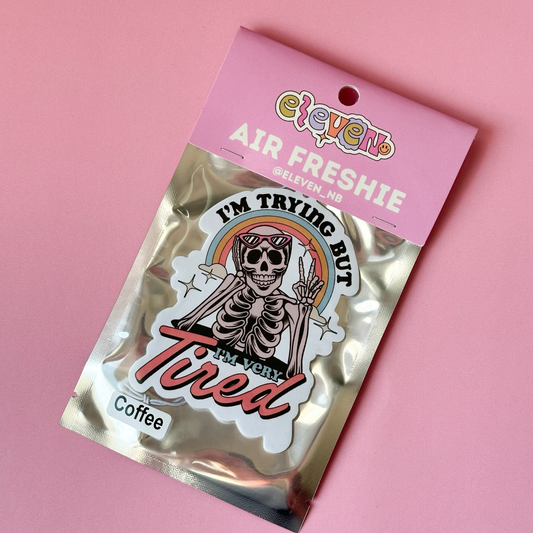 eleven
AIR FRESHIE
@ELEVEN_NB
I'M TRYING BUT
I'M VERY
Tired
Coffee